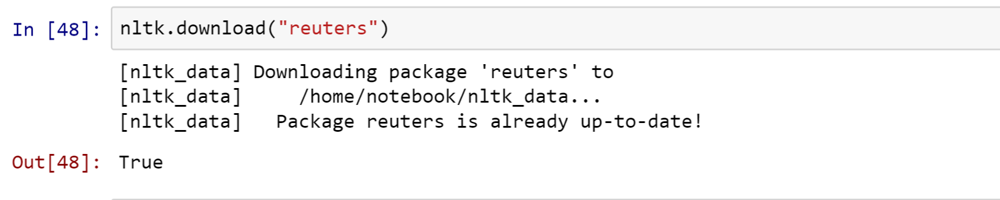 In [48]: nltk.download("reuters")
[nltk_data] Downloading package 'reuters' to
[nltk_data]     /home/notebook/nltk_data...
[nltk_data]   Package reuters is already up-to-date!
Out[48]: True